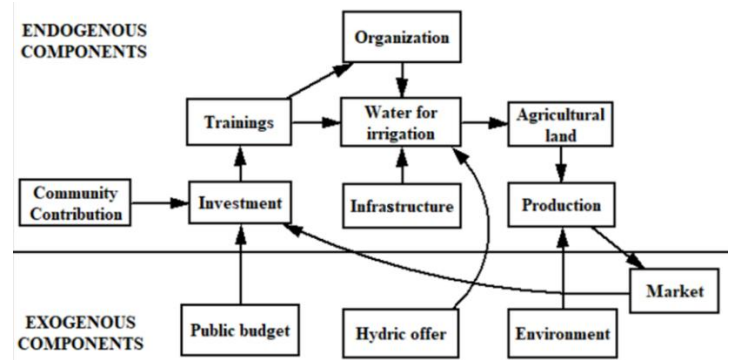 ENDOGENOUS
COMPONENTS
Organization
Trainings
Water for
irrigation
Agricultural
land
Community
Contribution
Investment
Infrastructure
Production
Market
EXOGENOUS
COMPONENTS
Public budget
Hydric offer
Environment